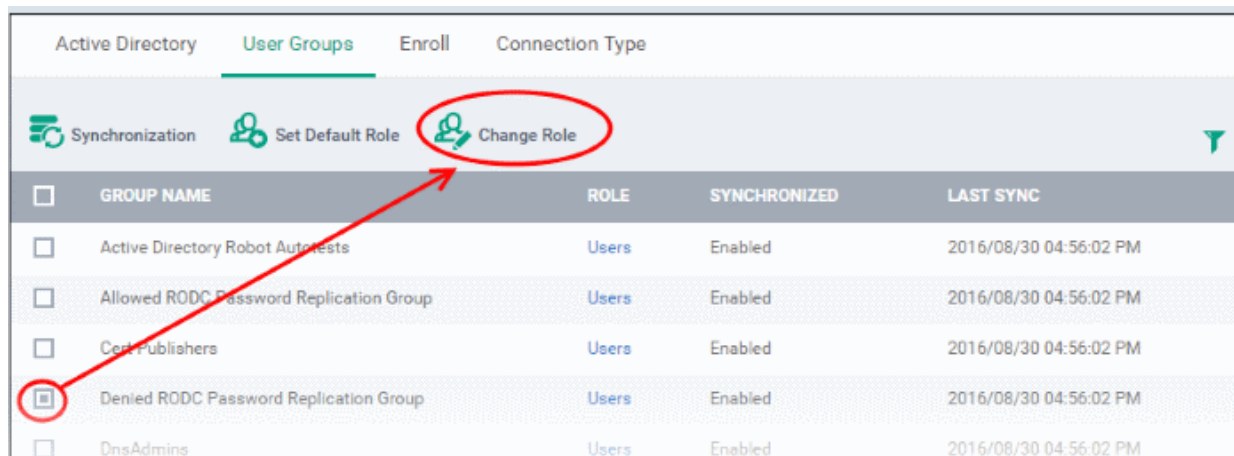 Active Directory User Groups Enroll Connection Type
Synchronization Set Default Role Change Role
GROUP NAME ROLE SYNCHRONIZED LAST SYNC
Active Directory Robot Autotests Users Enabled 2016/08/30 04:56:02 PM
Allowed RODC Password Replication Group Users Enabled 2016/08/30 04:56:02 PM
Cert Publishers Users Enabled 2016/08/30 04:56:02 PM
Denied RODC Password Replication Group Users Enabled 2016/08/30 04:56:02 PM
DnsAdmins Users Enabled 2016/08/30 04:56:02 PM